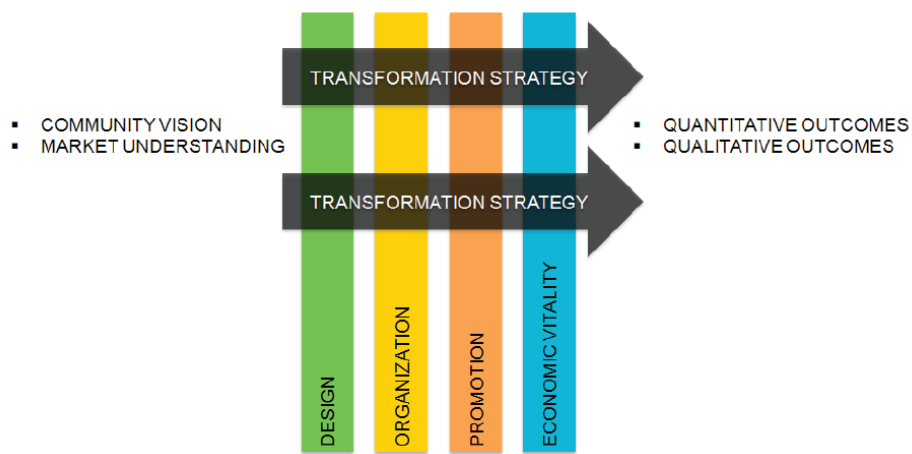 TRANSFORMATION STRATEGY
▪ COMMUNITY VISION
▪ MARKET UNDERSTANDING
▪ QUANTITATIVE OUTCOMES
▪ QUALITATIVE OUTCOMES
TRANSFORMATION STRATEGY
DESIGN
ORGANIZATION
PROMOTION
ECONOMIC VITALITY